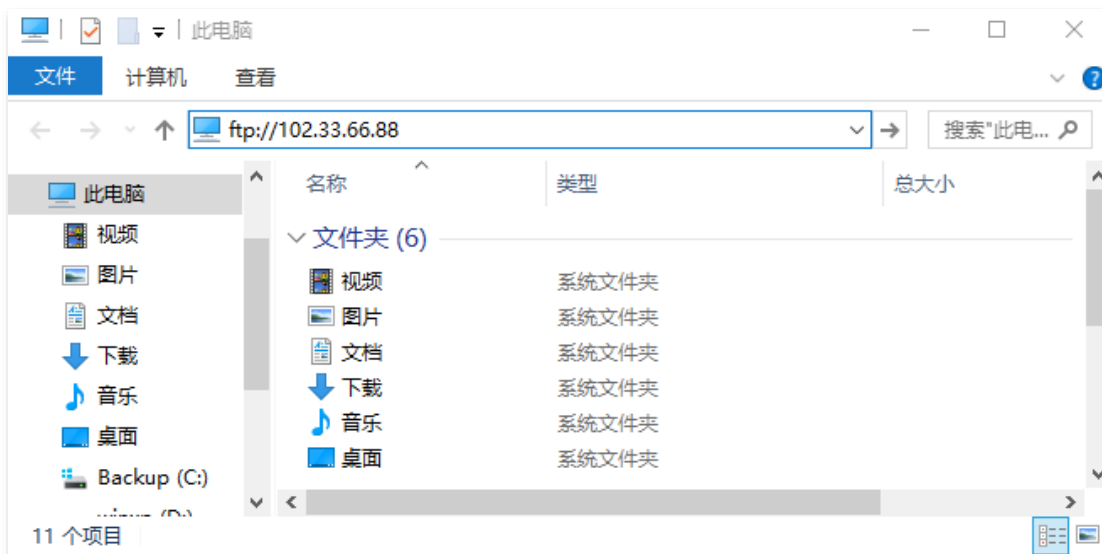 此电脑
文件 计算机 查看
ftp://102.33.66.88 搜索"此电...
此电脑
视频
图片
文档
下载
音乐
桌面
Backup (C:)
名称 类型 总大小
文件夹 (6)
视频 系统文件夹
图片 系统文件夹
文档 系统文件夹
下载 系统文件夹
音乐 系统文件夹
桌面 系统文件夹
11 个项目